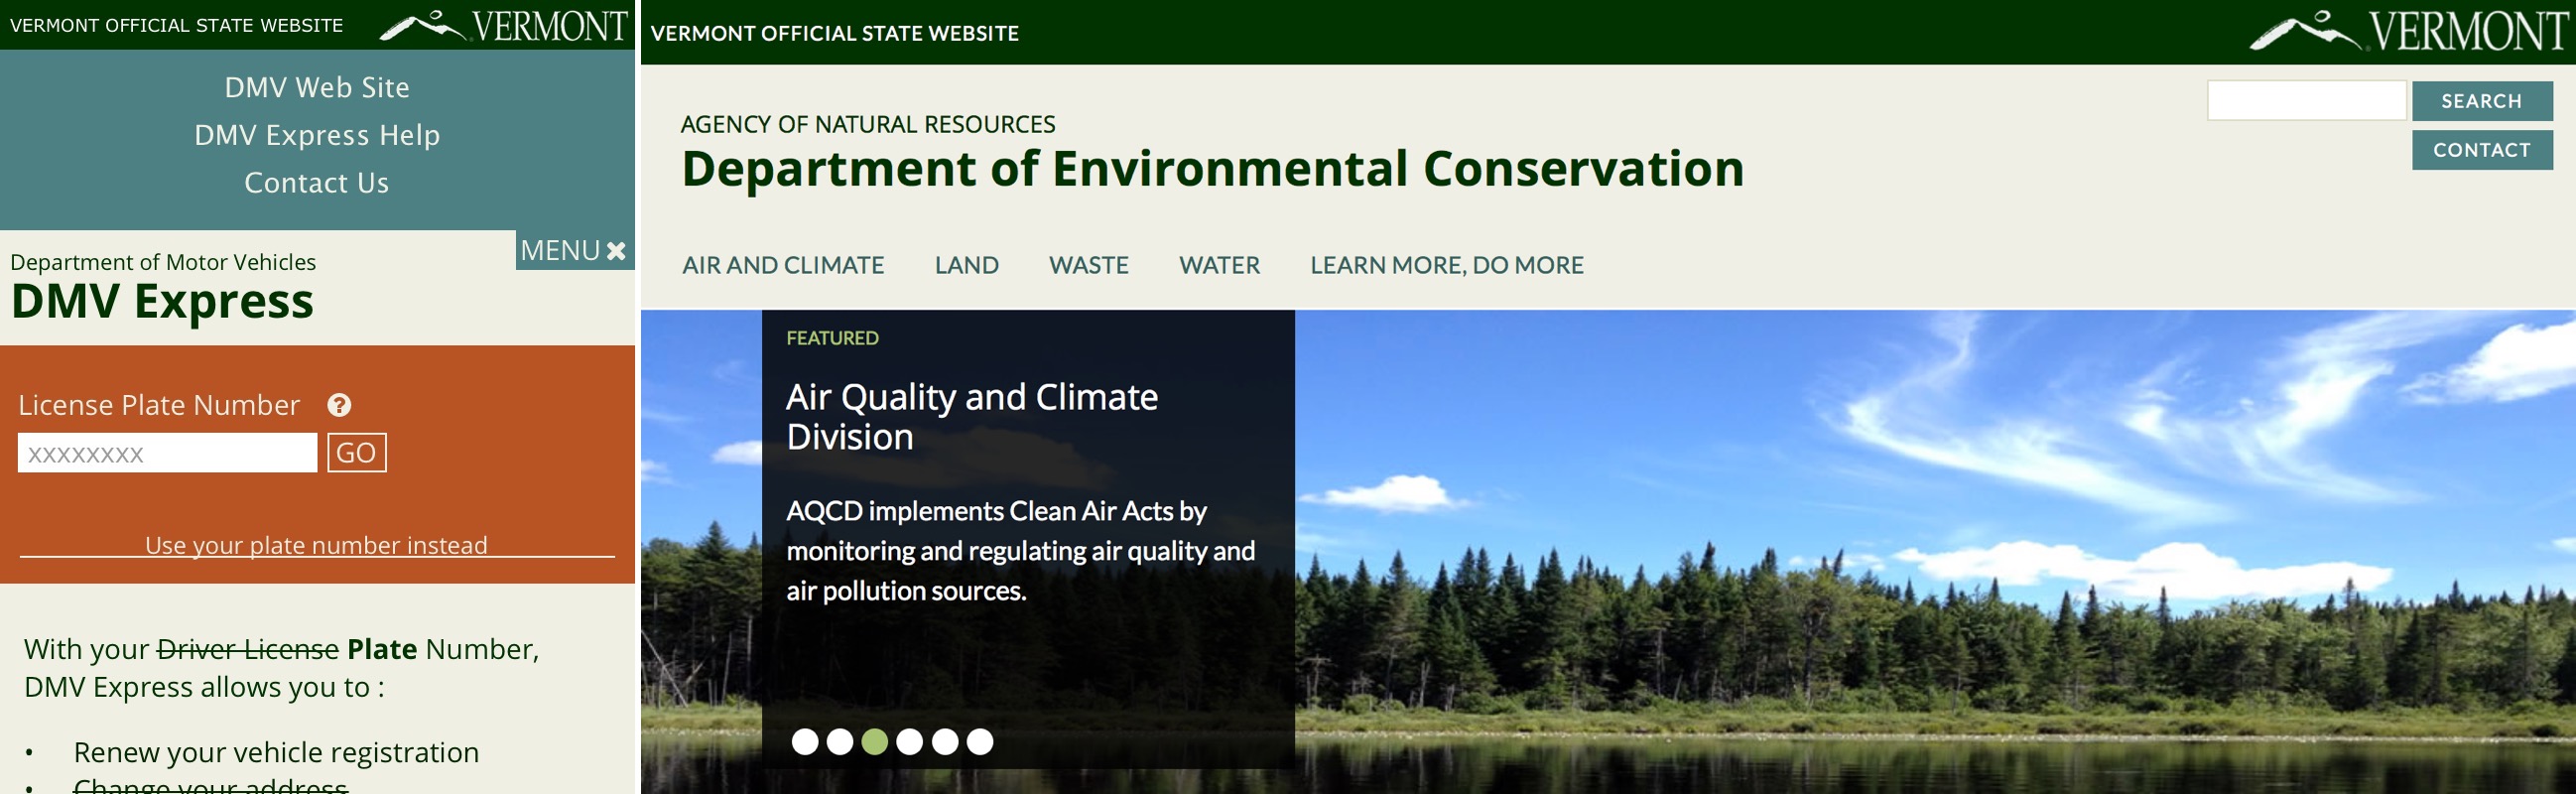 VERMONT OFFICIAL STATE WEBSITE
VERMONT
DMV Web Site
DMV Express Help
Contact Us
MENU
Department of Motor Vehicles
DMV Express
License Plate Number ?
xxxxxxxx GO
Use your plate number instead
With your Driver License Plate Number,
DMV Express allows you to :
• Renew your vehicle registration
• Change your address
VERMONT OFFICIAL STATE WEBSITE
VERMONT
SEARCH
CONTACT
AGENCY OF NATURAL RESOURCES
Department of Environmental Conservation
AIR AND CLIMATE LAND WASTE WATER LEARN MORE, DO MORE
FEATURED
Air Quality and Climate
Division
AQCD implements Clean Air Acts by
monitoring and regulating air quality and
air pollution sources.